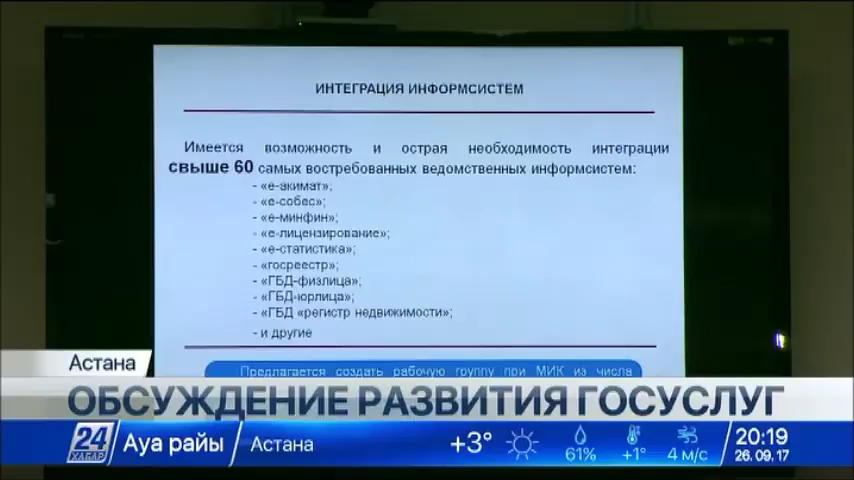 ИНТЕГРАЦИЯ ИНФОРМСИСТЕМ
Имеется возможность и острая необходимость интеграции
свыше 60 самых востребованных ведомственных информсистем:
- «е-акимат»;
- «е-собес»;
- «е-минфин»;
- «е-лицензирование»;
- «е-статистика»;
- «госреестр»;
- «ГБД-физлица»;
- «ГБД-юрлица»;
- «ГБД «регистр недвижимости»;
- и другие
Предлагается создать рабочую группу при МИК из числа
Астана
ОБСУЖДЕНИЕ РАЗВИТИЯ ГОСУСЛУГ
24 ХАБАР Ауа райы Астана +3° 61% +1° 4 м/с 20:19
26.09.17